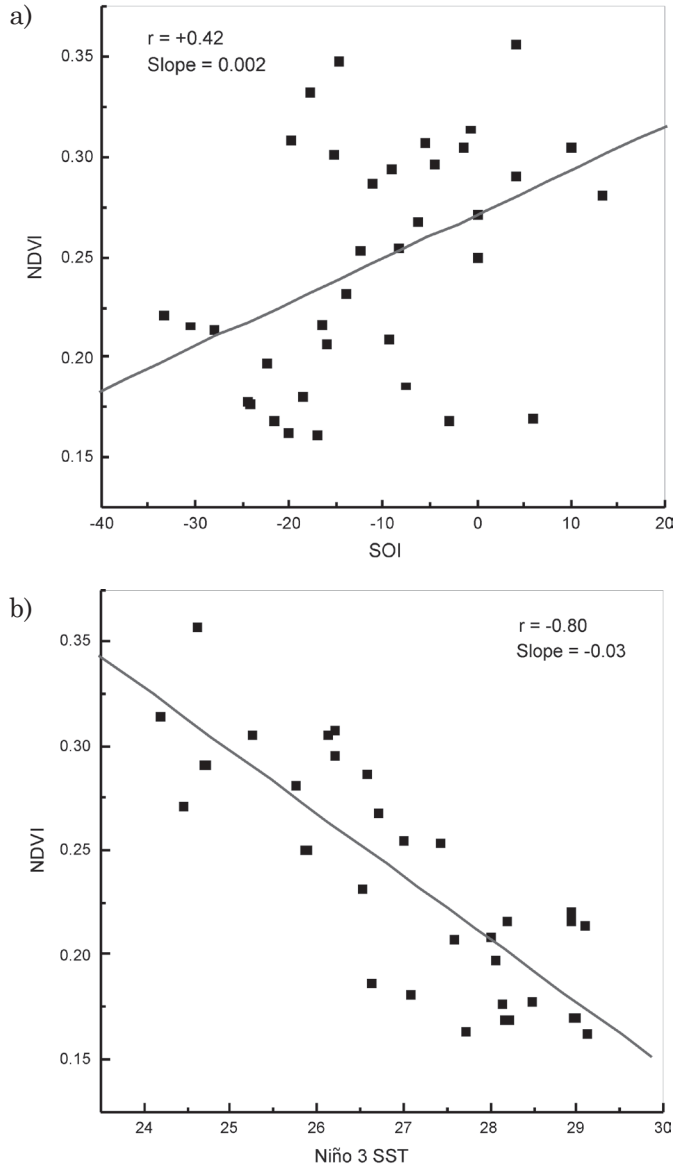 a)
r = +0.42
Slope = 0.002
0.35
0.30
0.25
0.20
0.15
NDVI
-40 -30 -20 -10 0 10 20
SOI
b)
r = -0.80
Slope = -0.03
0.35
0.30
0.25
0.20
0.15
NDVI
24 25 26 27 28 29 30
Niño 3 SST